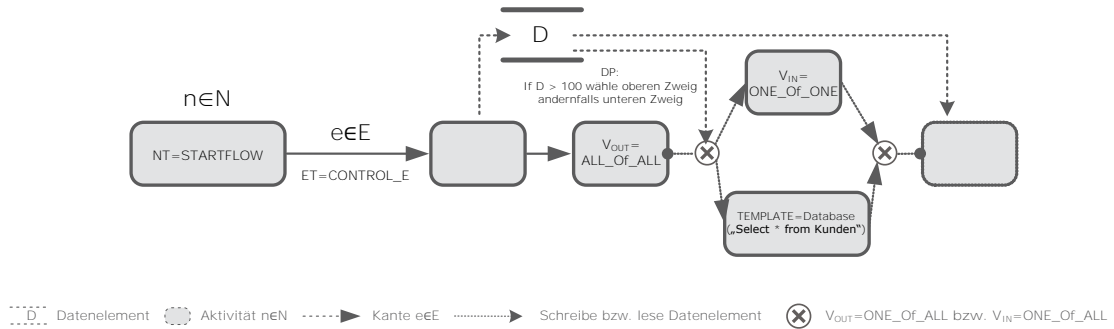 D
DP:
If D > 100 wähle oberen Zweig
andernfalls unteren Zweig
n∈N
e∈E
NT=STARTFLOW
ET=CONTROL_E
V_OUT=
ALL_Of_ALL
V_IN=
ONE_Of_ONE
TEMPLATE=Database
(„Select * from Kunden“)
D Datenelement Aktivität n∈N Kante e∈E Schreibe bzw. lese Datenelement V_OUT=ONE_Of_ALL bzw. V_IN=ONE_Of_ALL